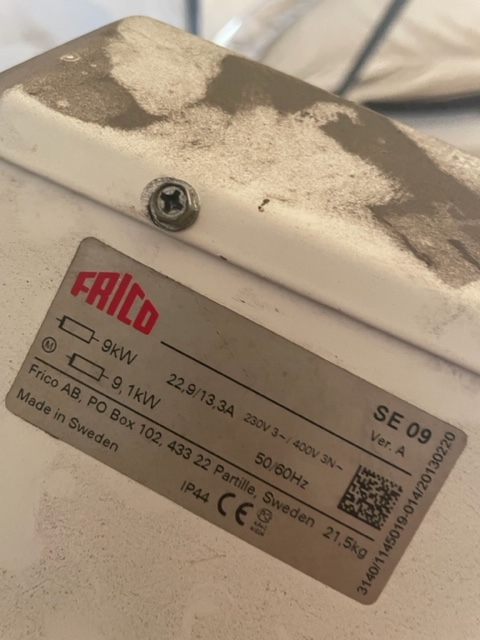 FRICO
SE 09
Ver. A
9kW
22,9/13,3A 230V 3~/400V 3N~
M 9,1kW
50/60Hz
Frico AB, PO Box 102, 433 22 Partille, Sweden 21,5kg
Made in Sweden
IP44 CE
3140/1145019-014/20130220